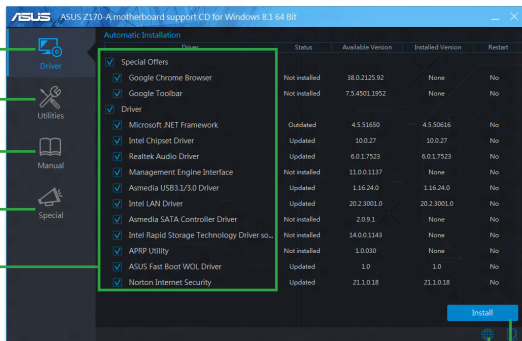 ASUS ASUS Z170-A motherboard support CD for Windows 8.1 64 Bit
Automatic Installation
Driver Status Available Version Installed Version Restart
Special Offers
Google Chrome Browser Not installed 38.0.2125.92 None No
Google Toolbar Not installed 7.5.4501.1952 None No
Driver
Microsoft .NET Framework Outdated 4.5.51650 4.5.50616 No
Intel Chipset Driver Updated 10.0.27 10.0.27 No
Realtek Audio Driver Updated 6.0.1.7523 6.0.1.7523 No
Management Engine Interface Not installed 11.0.0.1137 None No
Asmedia USB3.1/3.0 Driver Updated 1.16.24.0 1.16.24.0 No
Intel LAN Driver Updated 20.2.3001.0 20.2.3001.0 No
Asmedia SATA Controller Driver Not installed 2.0.9.1 None No
Intel Rapid Storage Technology Driver so... Not installed 14.0.0.1143 None No
APRP Utility Not installed 1.0.030 None No
ASUS Fast Boot WOL Driver Updated 1.0 1.0 No
Norton Internet Security Updated 21.1.0.18 21.1.0.18 No
Driver
Utilities
Manual
Special
Install